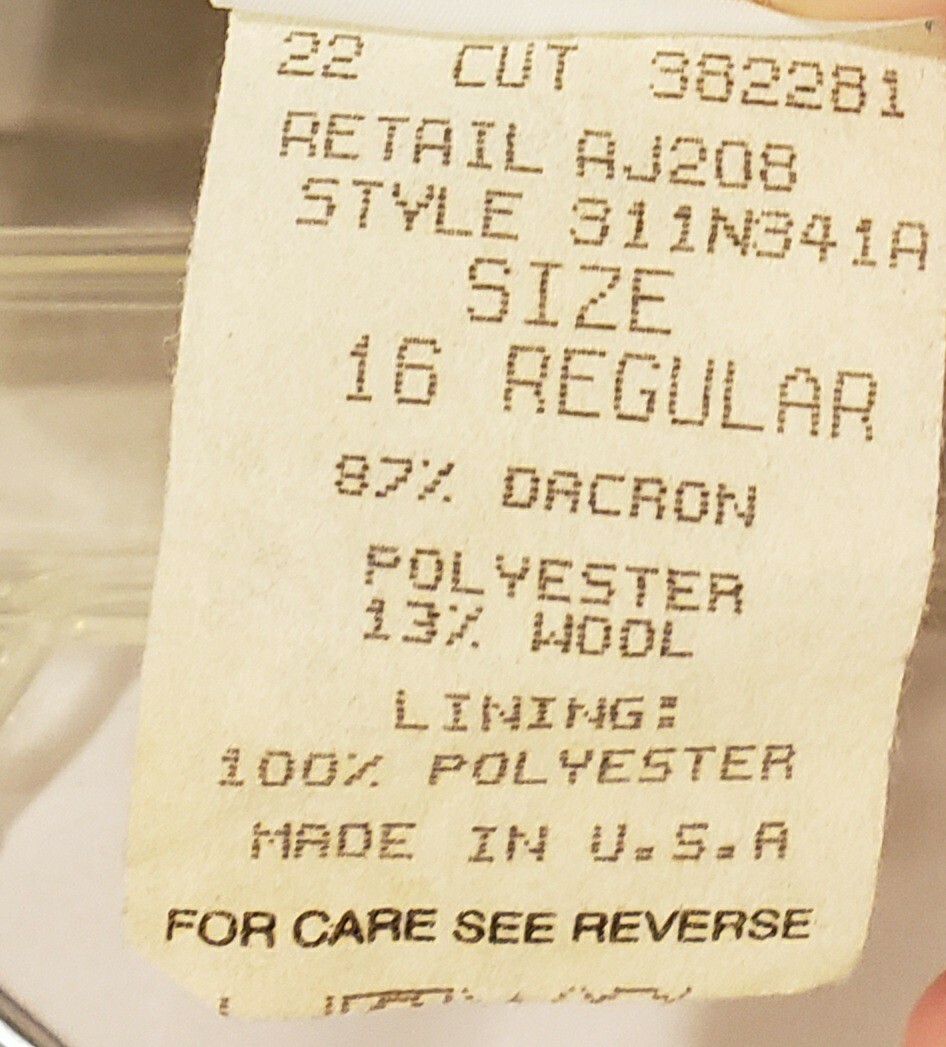 22 CUT 382281
RETAIL AJ208
STYLE 311N341A
SIZE
16 REGULAR
87% DACRON
POLYESTER
13% WOOL
LINING:
100% POLYESTER
MADE IN U.S.A
FOR CARE SEE REVERSE